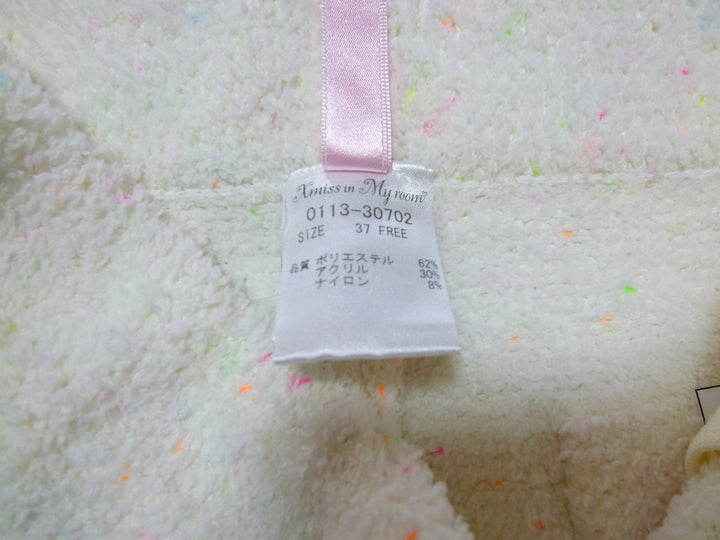 Xmiss in My room
0113-30702
SIZE 37 FREE
品質 ポリエステル 62%
アクリル 30%
ナイロン 8%